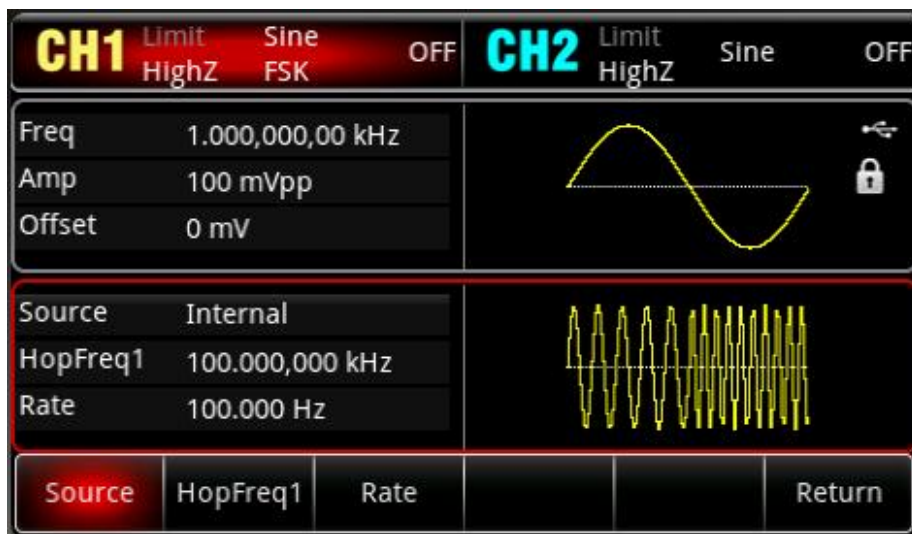 CH1 Limit Sine OFF CH2 Limit Sine OFF
HighZ FSK HighZ
Freq 1.000,000,00 kHz
Amp 100 mVpp
Offset 0 mV
Source Internal
HopFreq1 100.000,000 kHz
Rate 100.000 Hz
Source HopFreq1 Rate Return